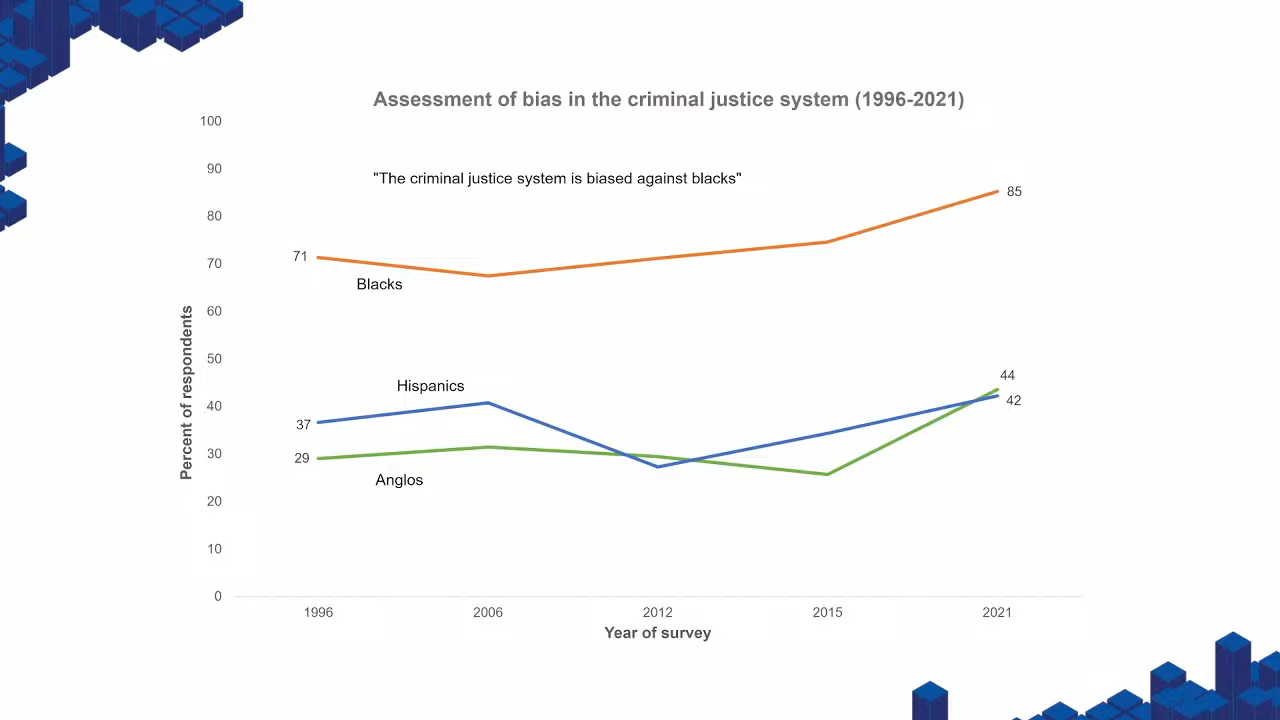 Assessment of bias in the criminal justice system (1996-2021)
100
90
"The criminal justice system is biased against blacks"
85
80
71
70
Blacks
60
50
44
Hispanics
42
40
37
30
29
Anglos
20
10
0
Percent of respondents
1996 2006 2012 2015 2021
Year of survey